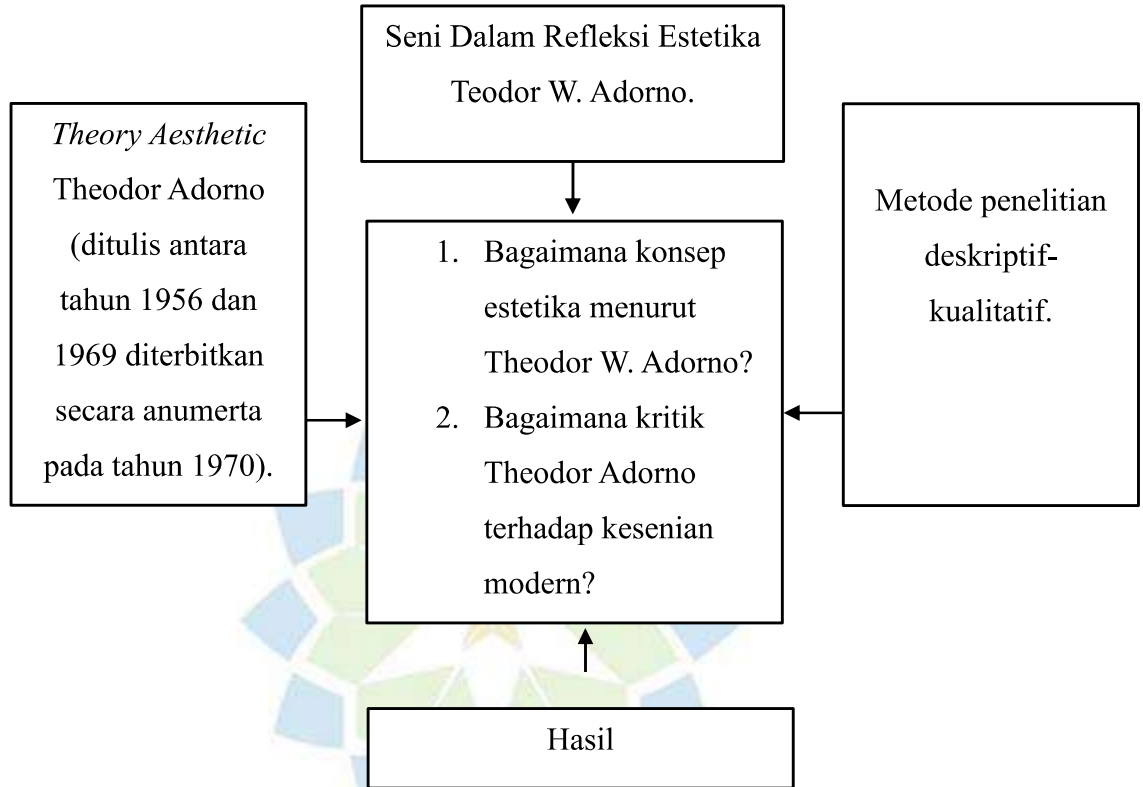 Seni Dalam Refleksi Estetika
Teodor W. Adorno.
Theory Aesthetic
Theodor Adorno
(ditulis antara
tahun 1956 dan
1969 diterbitkan
secara anumerta
pada tahun 1970).
1. Bagaimana konsep
estetika menurut
Theodor W. Adorno?
2. Bagaimana kritik
Theodor Adorno
terhadap kesenian
modern?
Metode penelitian
deskriptif-
kualitatif.
Hasil